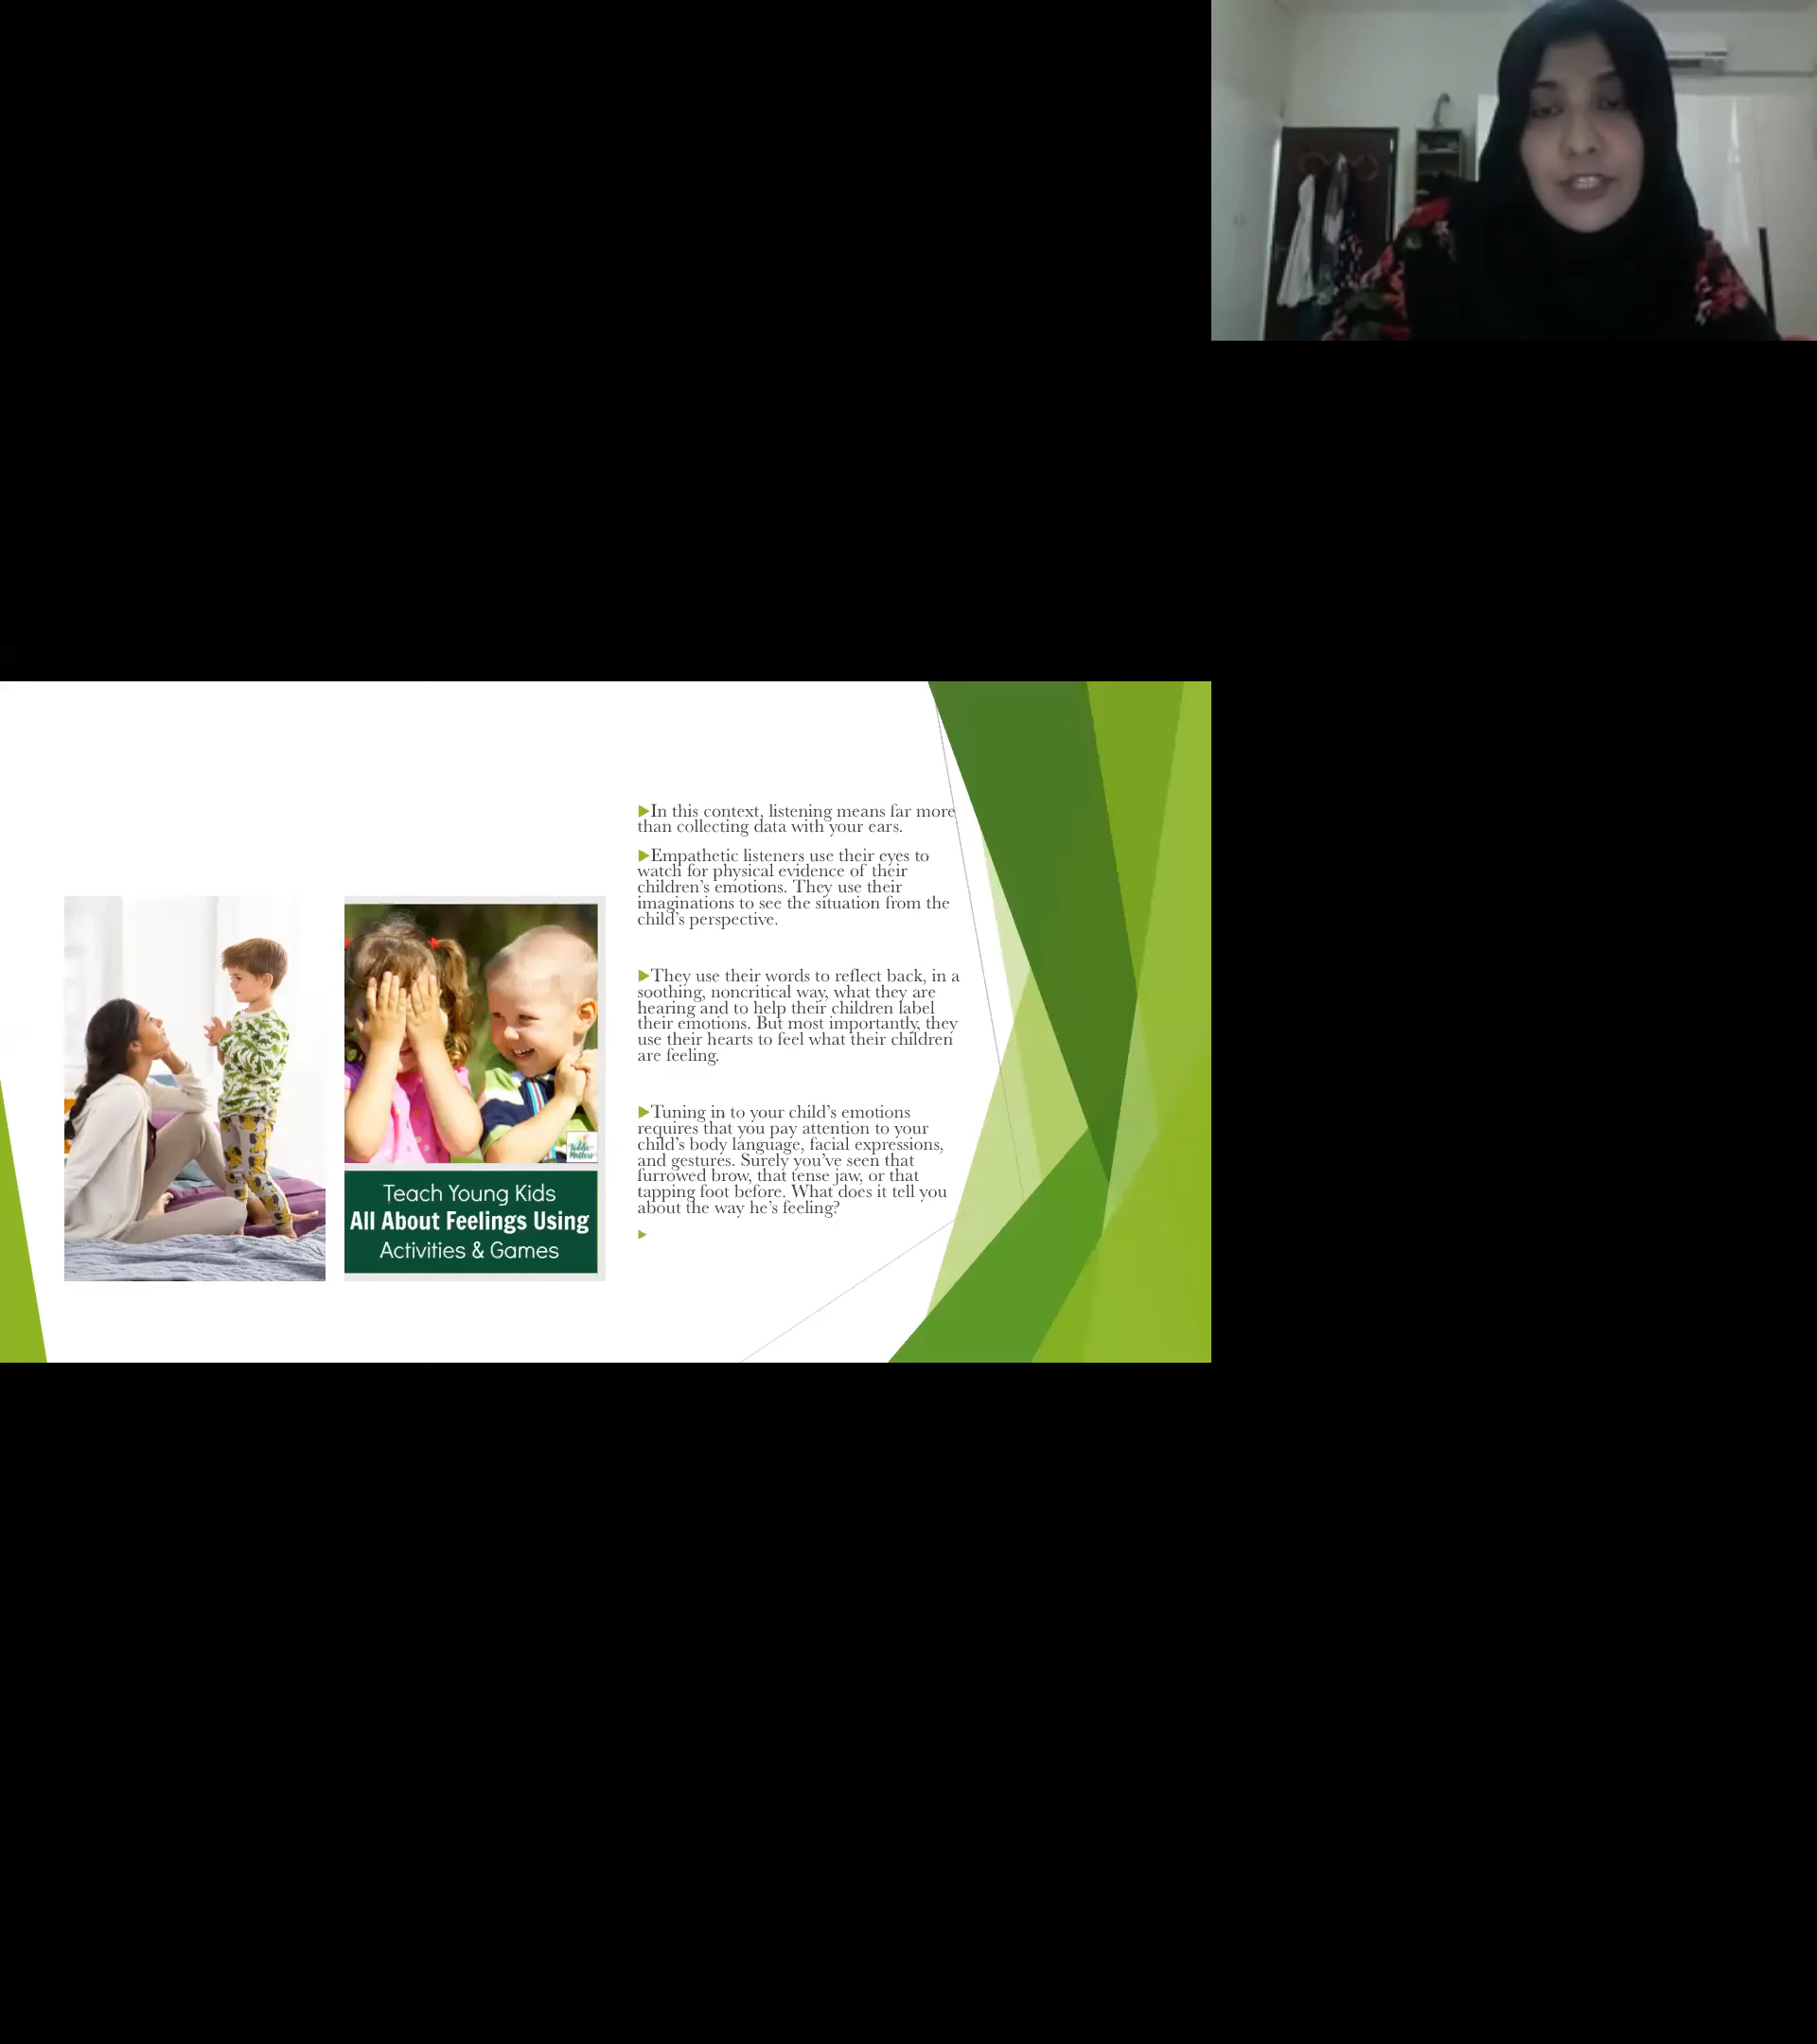 ▶In this context, listening means far more
than collecting data with your ears.
▶Empathetic listeners use their eyes to
watch for physical evidence of their
children’s emotions. They use their
imaginations to see the situation from the
child’s perspective.
▶They use their words to reflect back, in a
soothing, noncritical way, what they are
hearing and to help their children label
their emotions. But most importantly, they
use their hearts to feel what their children
are feeling.
▶Tuning in to your child’s emotions
requires that you pay attention to your
child’s body language, facial expressions,
and gestures. Surely you’ve seen that
furrowed brow, that tense jaw, or that
tapping foot before. What does it tell you
about the way he’s feeling?
▶
Kiddie
Matters
Teach Young Kids
All About Feelings Using
Activities & Games